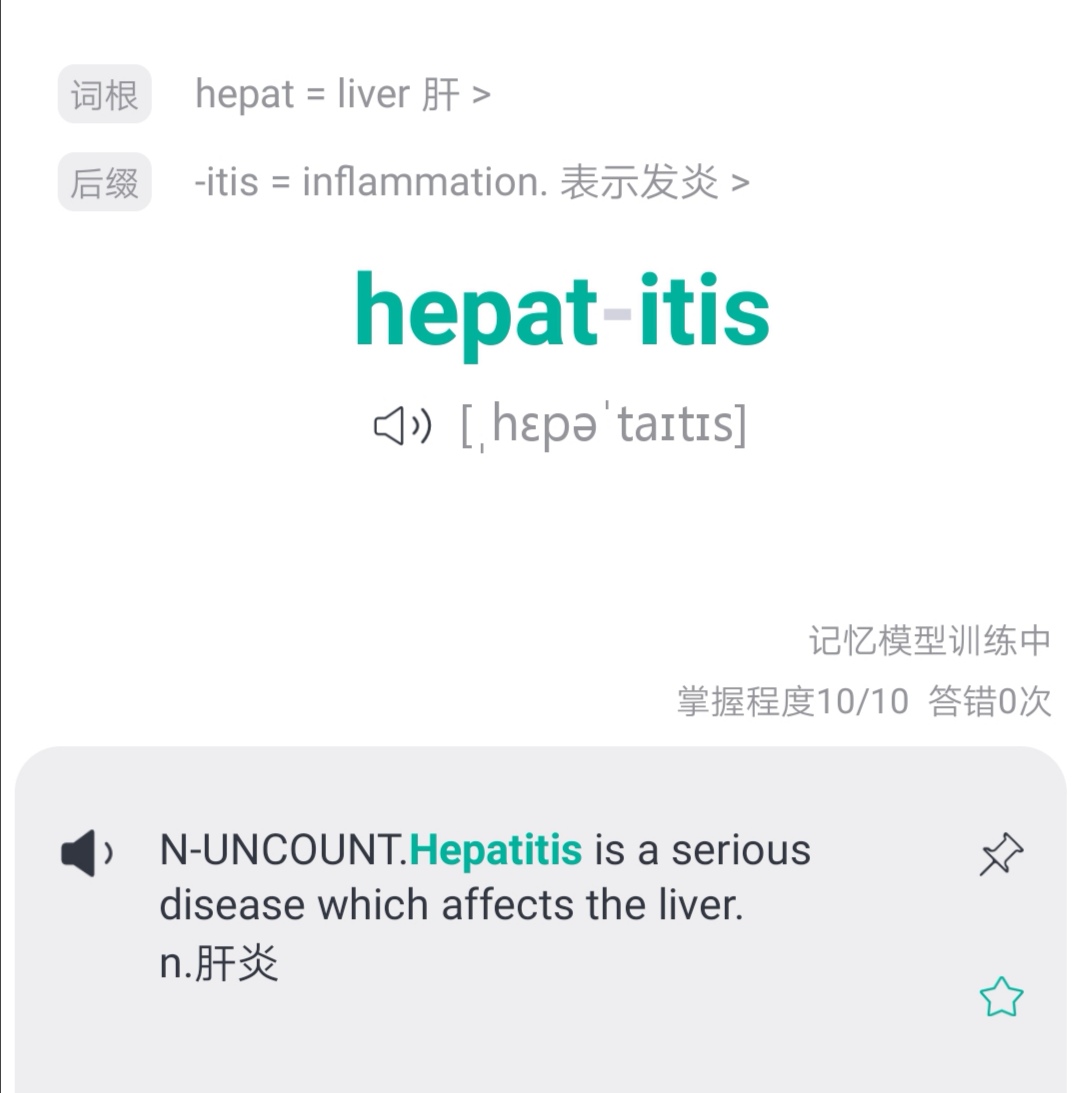 词根 hepat = liver 肝 >
后缀 -itis = inflammation. 表示发炎 >
hepat-itis
[ˌhɛpəˈtaɪtɪs]
记忆模型训练中
掌握程度10/10 答错0次
N-UNCOUNT.Hepatitis is a serious
disease which affects the liver.
n.肝炎